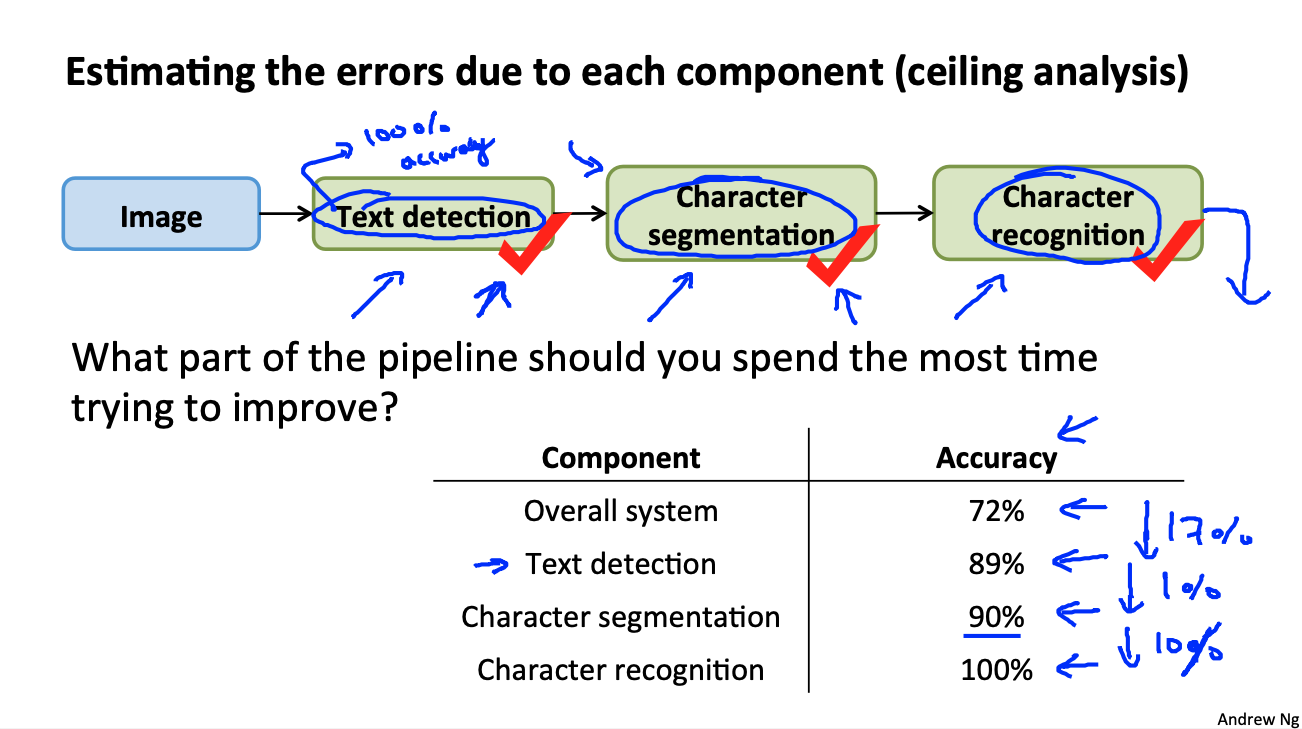 Estimating the errors due to each component (ceiling analysis)
100% accuracy
Image
Text detection
Character segmentation
Character recognition
What part of the pipeline should you spend the most time
trying to improve?
Component Accuracy
Overall system 72%
17%
Text detection 89%
1%
Character segmentation 90%
10%
Character recognition 100%
Andrew Ng